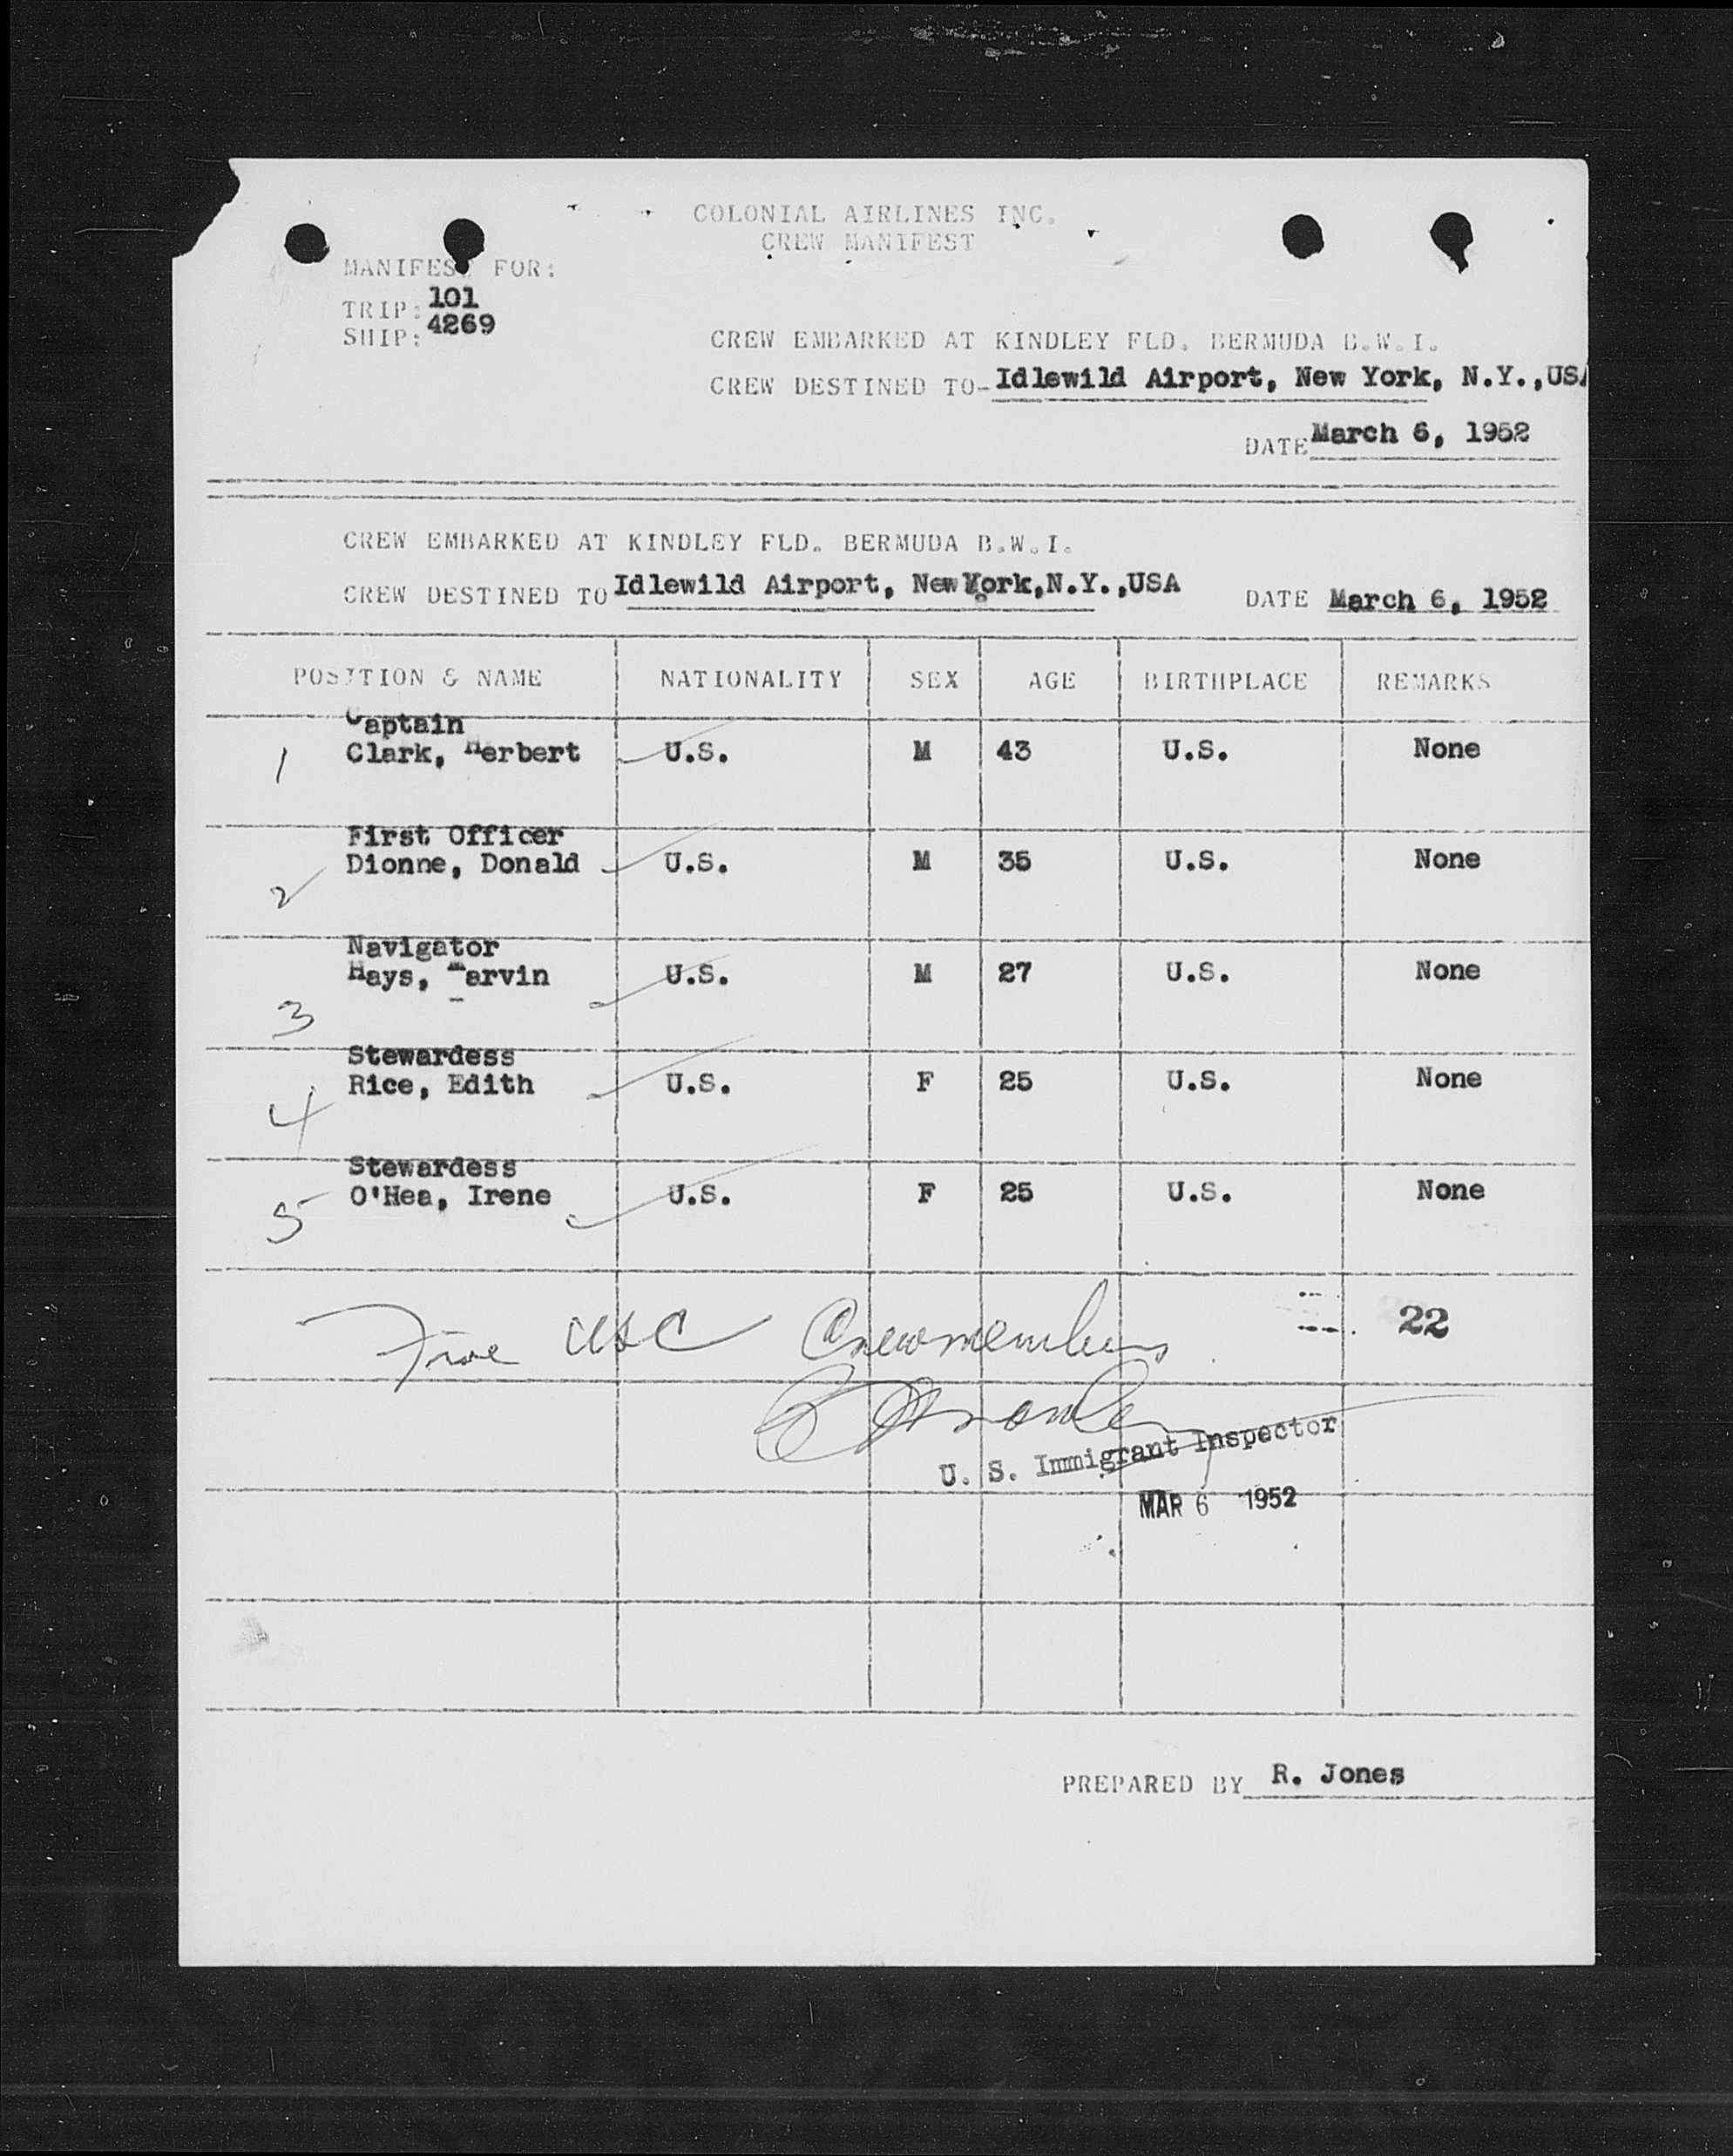 COLONIAL AIRLINES INC.
CREW MANIFEST
MANIFEST FOR:
TRIP: 101
SHIP: 4269
CREW EMBARKED AT KINDLEY FLD. BERMUDA B.W.I.
CREW DESTINED TO- Idlewild Airport, New York, N.Y.,USA
DATE March 6, 1952
CREW EMBARKED AT KINDLEY FLD. BERMUDA B.W.I.
CREW DESTINED TO Idlewild Airport, New York,N.Y.,USA DATE March 6, 1952
POSITION & NAME NATIONALITY SEX AGE BIRTHPLACE REMARKS
Captain
1 Clark, Herbert U.S. M 43 U.S. None
First Officer
2 Dionne, Donald U.S. M 35 U.S. None
Navigator
3 Hays, Marvin U.S. M 27 U.S. None
Stewardess
4 Rice, Edith U.S. F 25 U.S. None
Stewardess
5 O'Hea, Irene U.S. F 25 U.S. None
Five USC Crewmembers 22
U. S. Immigrant Inspector
MAR 6 1952
PREPARED BY R. Jones